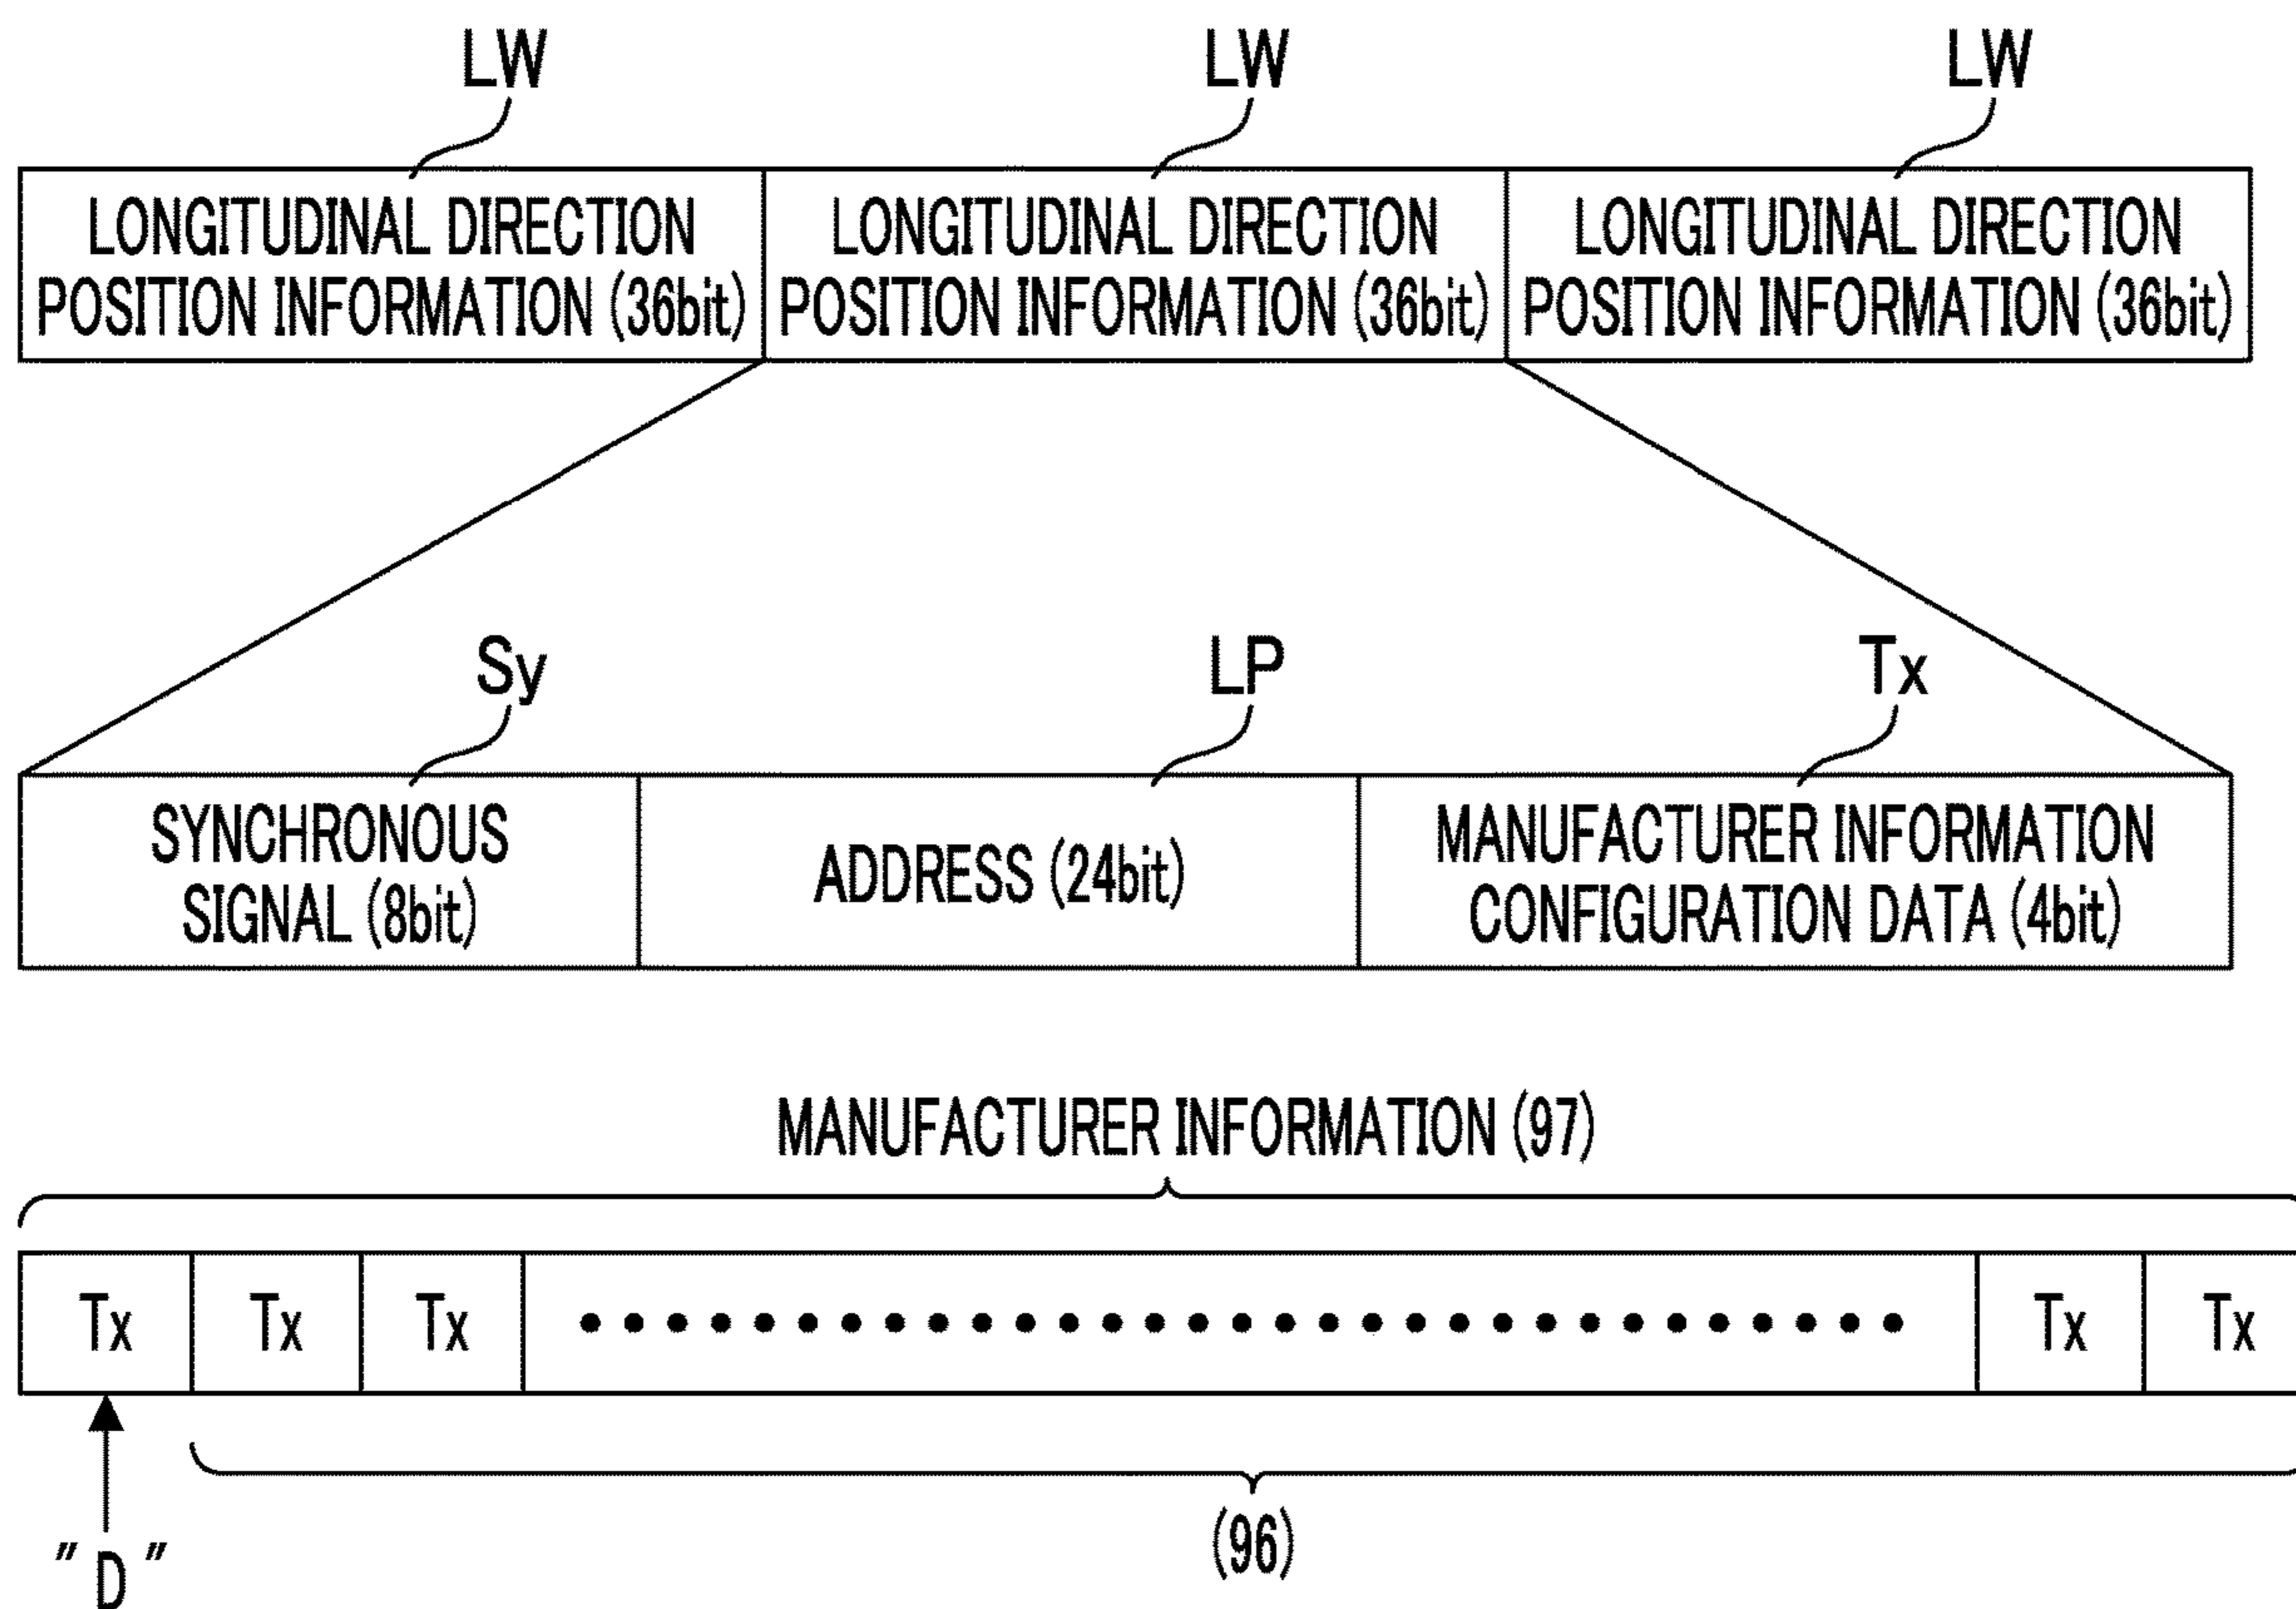 LW LW LW
LONGITUDINAL DIRECTION LONGITUDINAL DIRECTION LONGITUDINAL DIRECTION
POSITION INFORMATION (36bit) POSITION INFORMATION (36bit) POSITION INFORMATION (36bit)
Sy LP Tx
SYNCHRONOUS
SIGNAL (8bit)
ADDRESS (24bit)
MANUFACTURER INFORMATION
CONFIGURATION DATA (4bit)
MANUFACTURER INFORMATION (97)
Tx Tx Tx •••••••••••••••••••••••••••••• Tx Tx
"D"
(96)